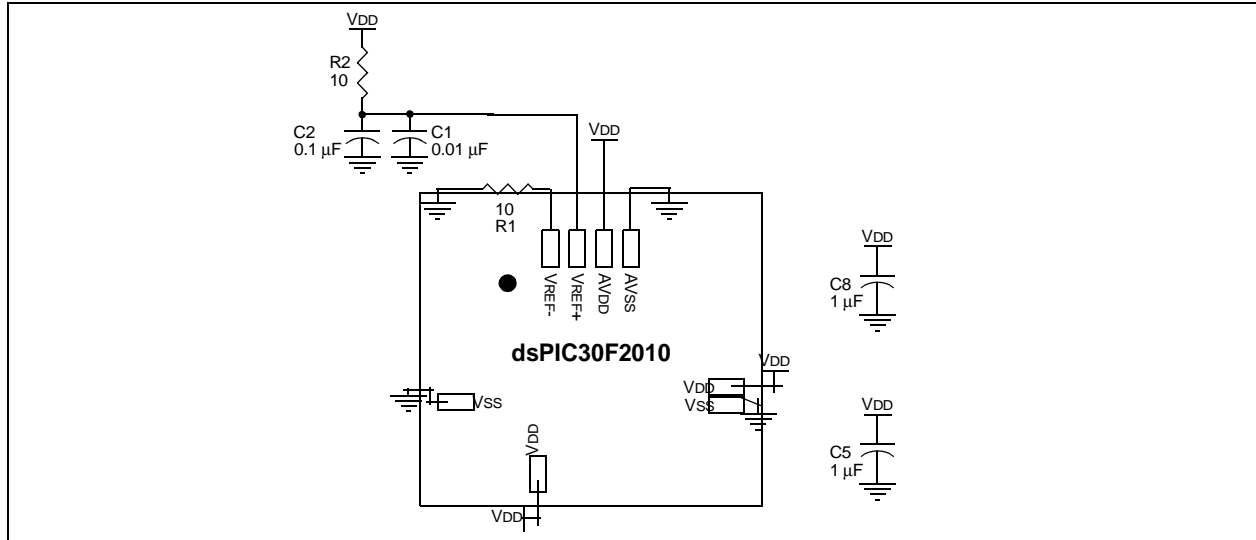 VDD
R2
10
C2
0.1 µF
C1
0.01 µF
VDD
10
R1
VREF-
VREF+
AVDD
AVSS
VDD
C8
1 µF
dsPIC30F2010
VDD
VDD
VSS
VSS
VDD
C5
1 µF
VDD
VDD